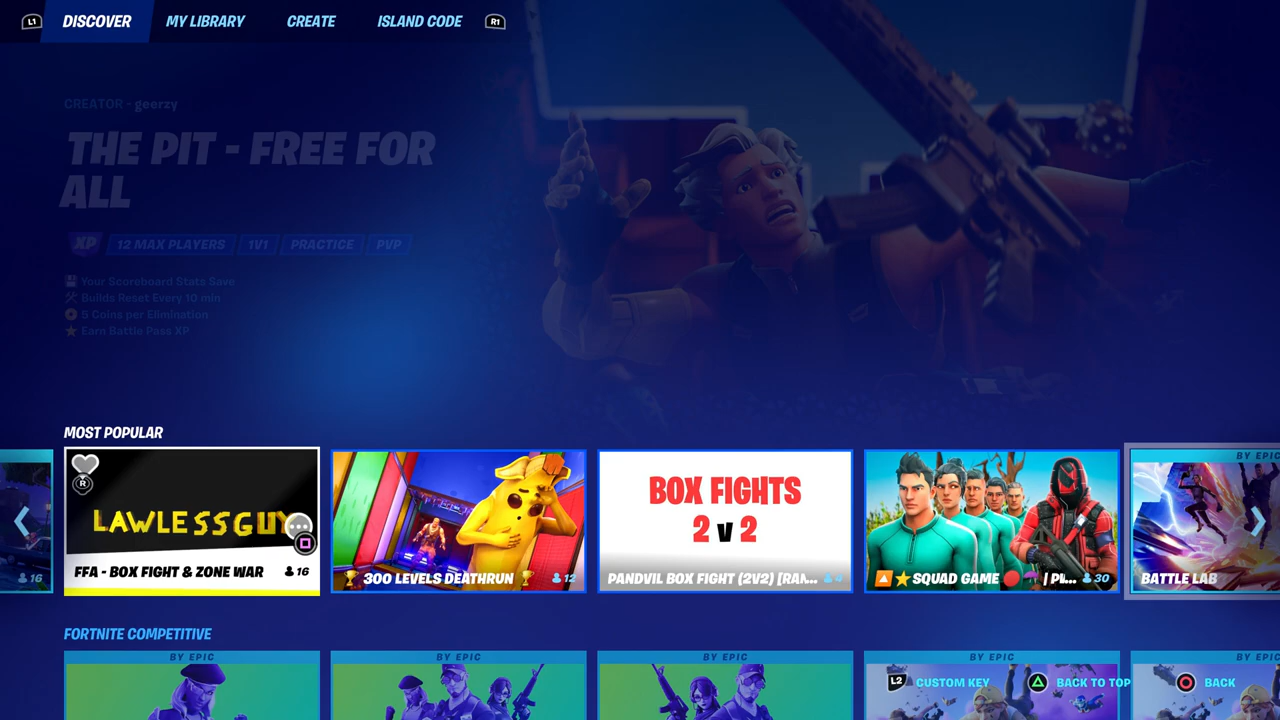 L1 DISCOVER MY LIBRARY CREATE ISLAND CODE R1
CREATOR - geerzy
THE PIT - FREE FOR
ALL
XP 12 MAX PLAYERS 1V1 PRACTICE PVP
Your Scoreboard Stats Save
Builds Reset Every 10 min
5 Coins per Elimination
Earn Battle Pass XP
MOST POPULAR
16
R
LAWLESSGUY
FFA - BOX FIGHT & ZONE WAR 16
300 LEVELS DEATHRUN 12
BOX FIGHTS
2 v 2
PANDVIL BOX FIGHT (2V2) [RAN... 4
SQUAD GAME | PL... 30
BY EPIC
BATTLE LAB
FORTNITE COMPETITIVE
BY EPIC
BY EPIC
BY EPIC
BY EPIC
BY EPIC
L2 CUSTOM KEY BACK TO TOP BACK